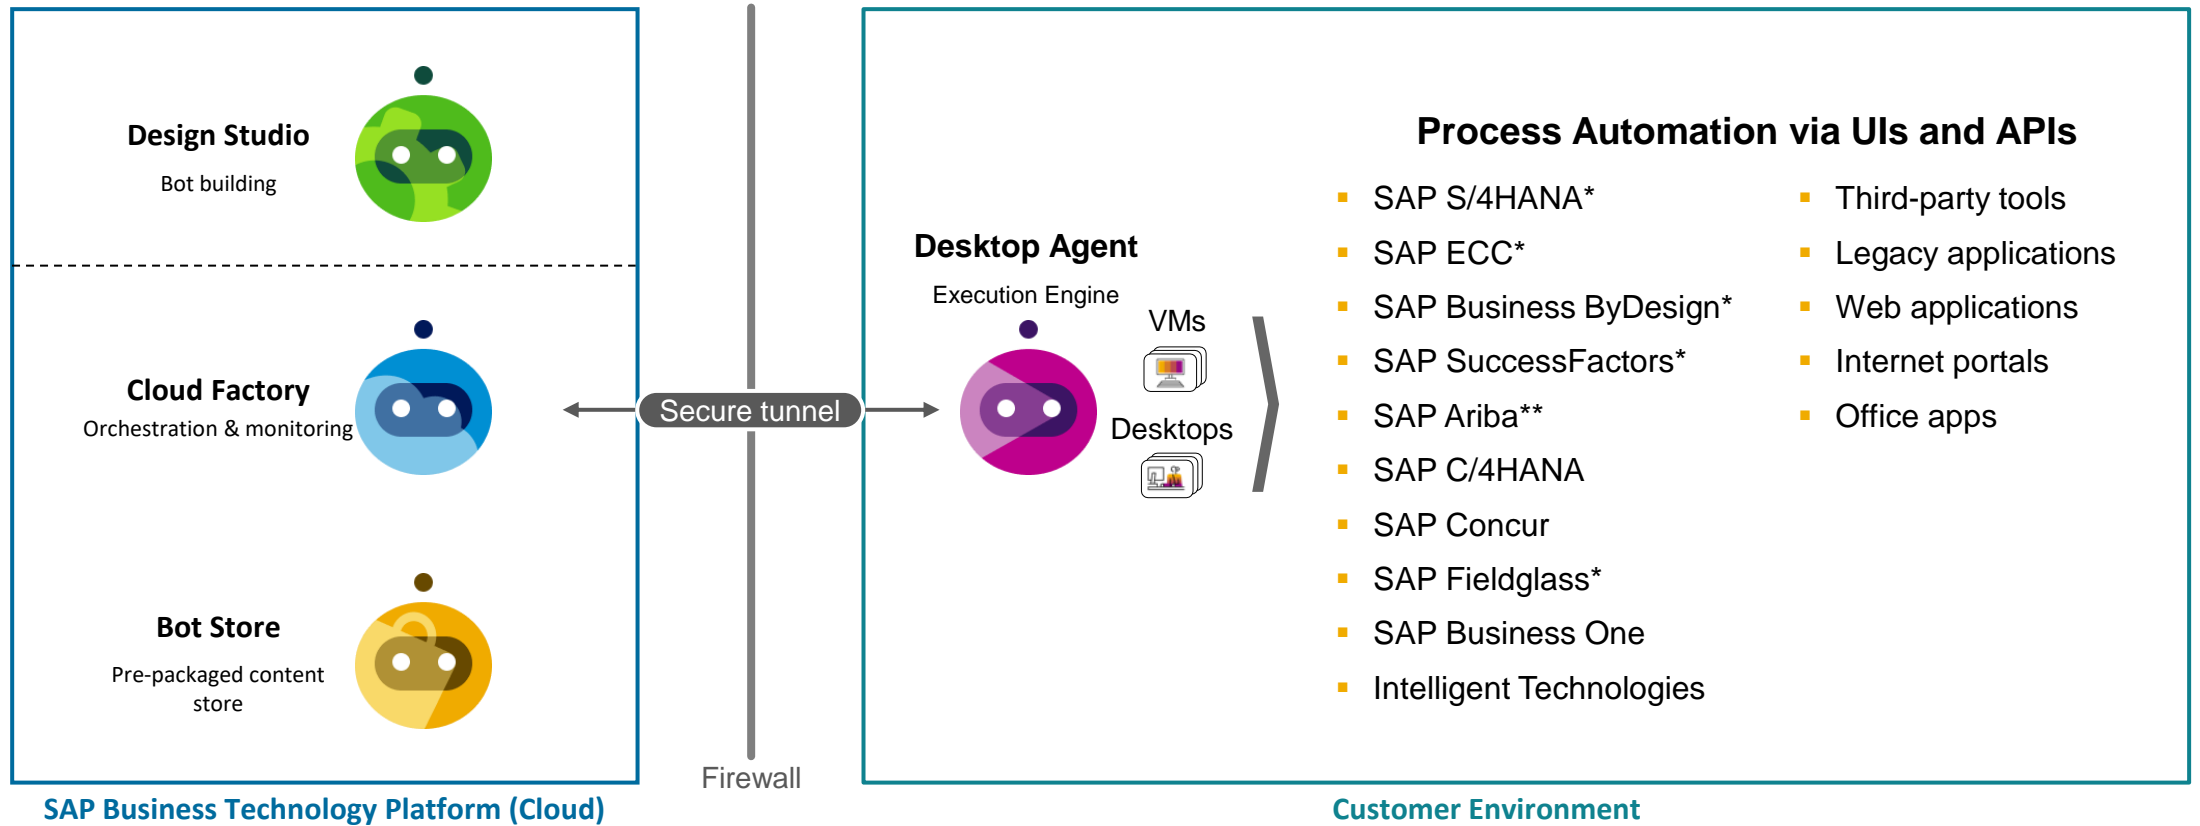 Design Studio
Bot building
Cloud Factory
Orchestration & monitoring
Bot Store
Pre-packaged content
store
SAP Business Technology Platform (Cloud)
Secure tunnel
Firewall
Desktop Agent
Execution Engine
VMs
Desktops
Process Automation via UIs and APIs
SAP S/4HANA*
SAP ECC*
SAP Business ByDesign*
SAP SuccessFactors*
SAP Ariba**
SAP C/4HANA
SAP Concur
SAP Fieldglass*
SAP Business One
Intelligent Technologies
Third-party tools
Legacy applications
Web applications
Internet portals
Office apps
Customer Environment